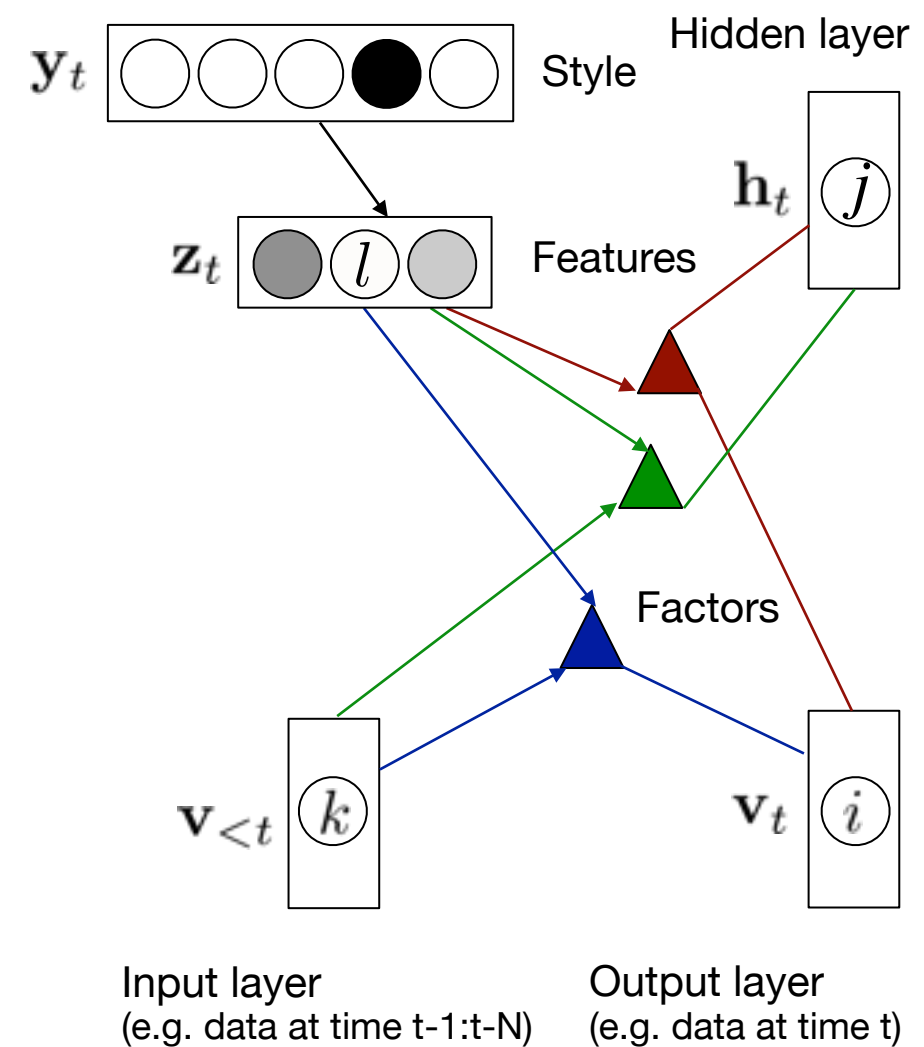 Hidden layer
y_t
Style
h_t
j
z_t
l
Features
Factors
v_{<t}
k
v_t
i
Input layer
(e.g. data at time t-1:t-N)
Output layer
(e.g. data at time t)